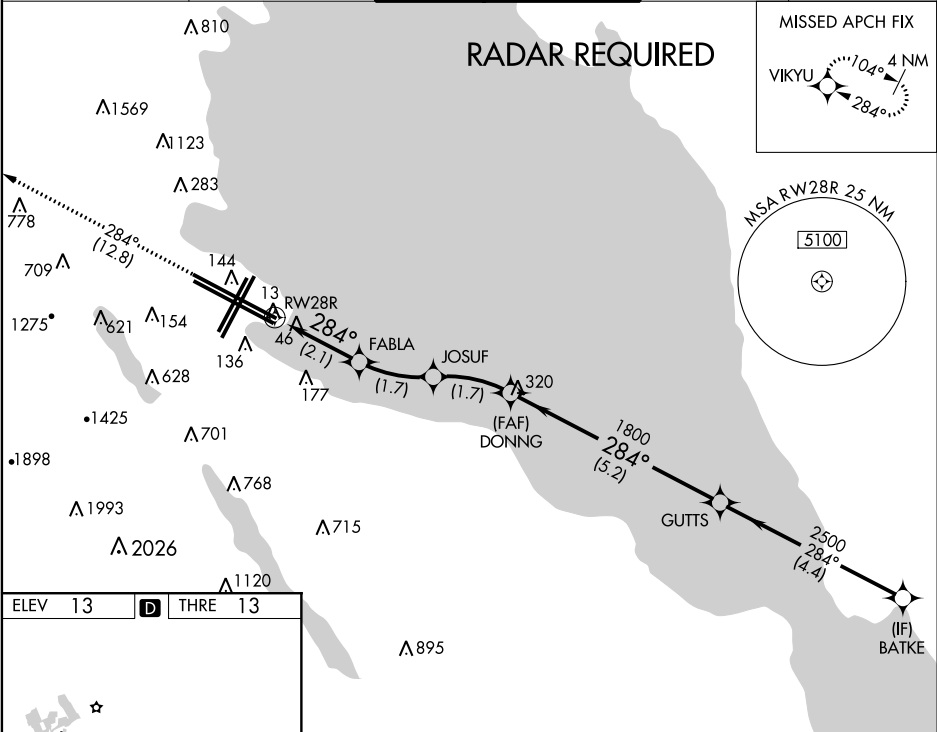 810
RADAR REQUIRED
MISSED APCH FIX
VIKYU
104°
4 NM
284°
1569
1123
283
MSA RW28R 25 NM
5100
778
284°
(12.8)
709
144
13
RW28R
1275
621
154
46
284°
(2.1)
FABLA
JOSUF
136
(1.7)
(1.7)
320
628
177
(FAF)
DONNG
1425
701
1800
284°
(5.2)
1898
768
1993
GUTTS
715
2026
2500
284°
(4.4)
1120
(IF)
BATKE
ELEV 13 D THRE 13
895